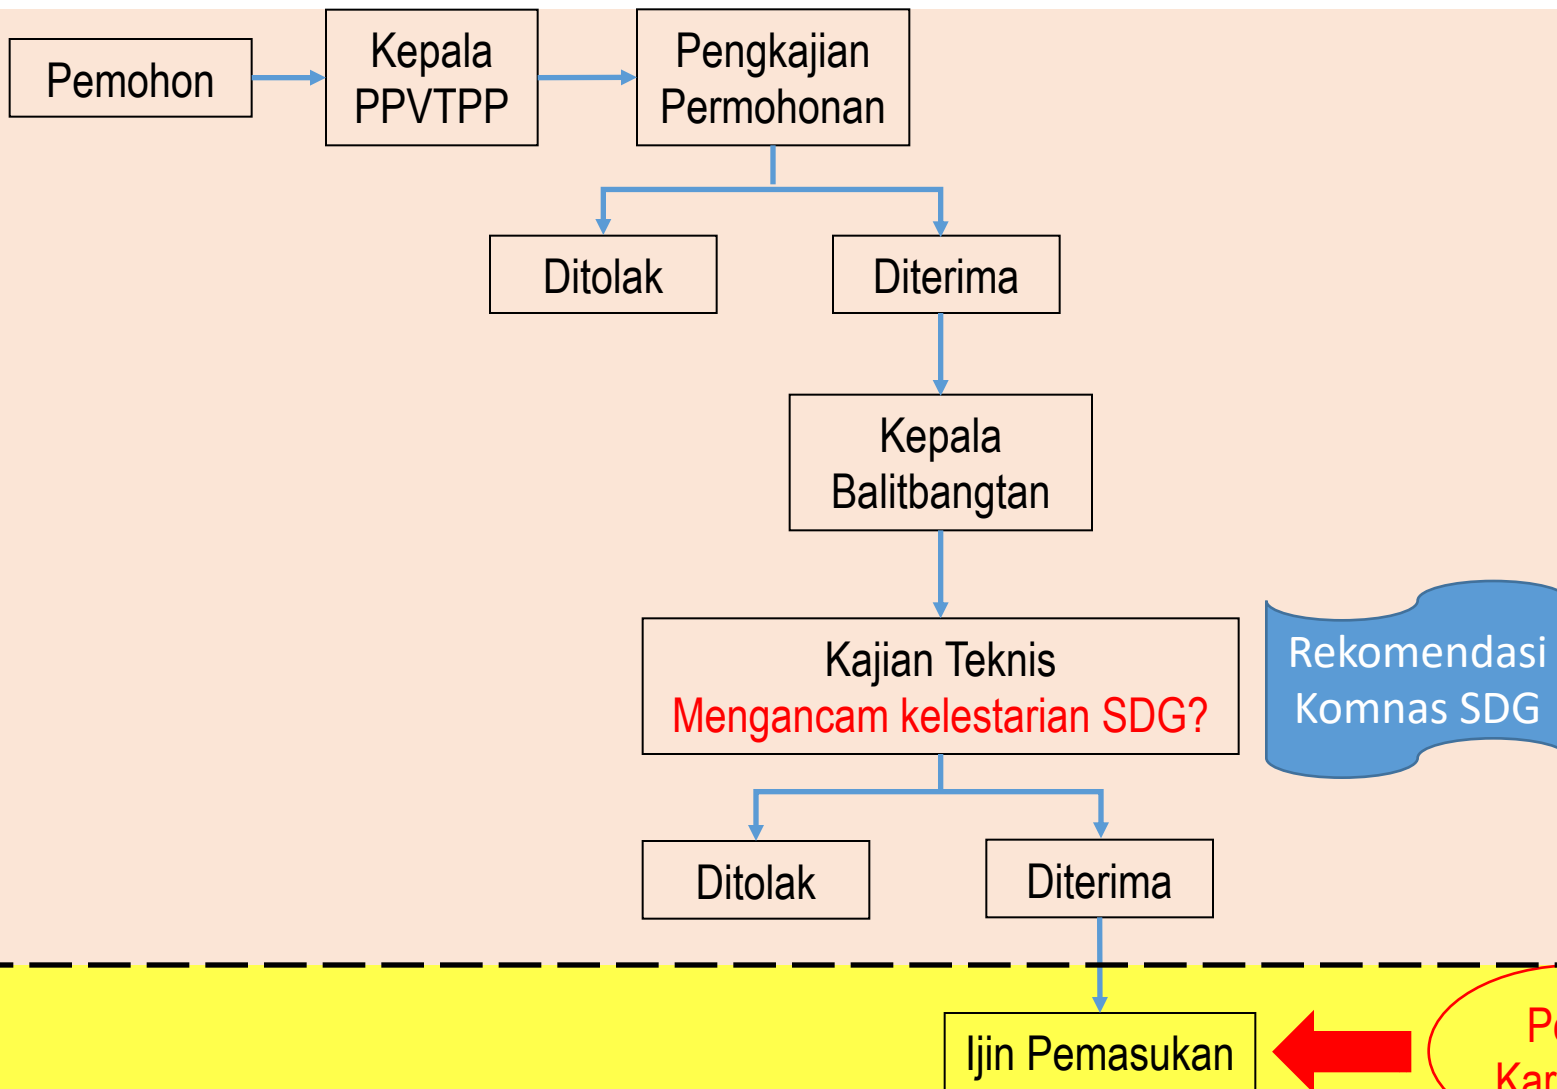 Pemohon
Kepala
PPVTPP
Pengkajian
Permohonan
Ditolak
Diterima
Kepala
Balitbangtan
Kajian Teknis
Mengancam kelestarian SDG?
Rekomendasi
Komnas SDG
Ditolak
Diterima
Ijin Pemasukan